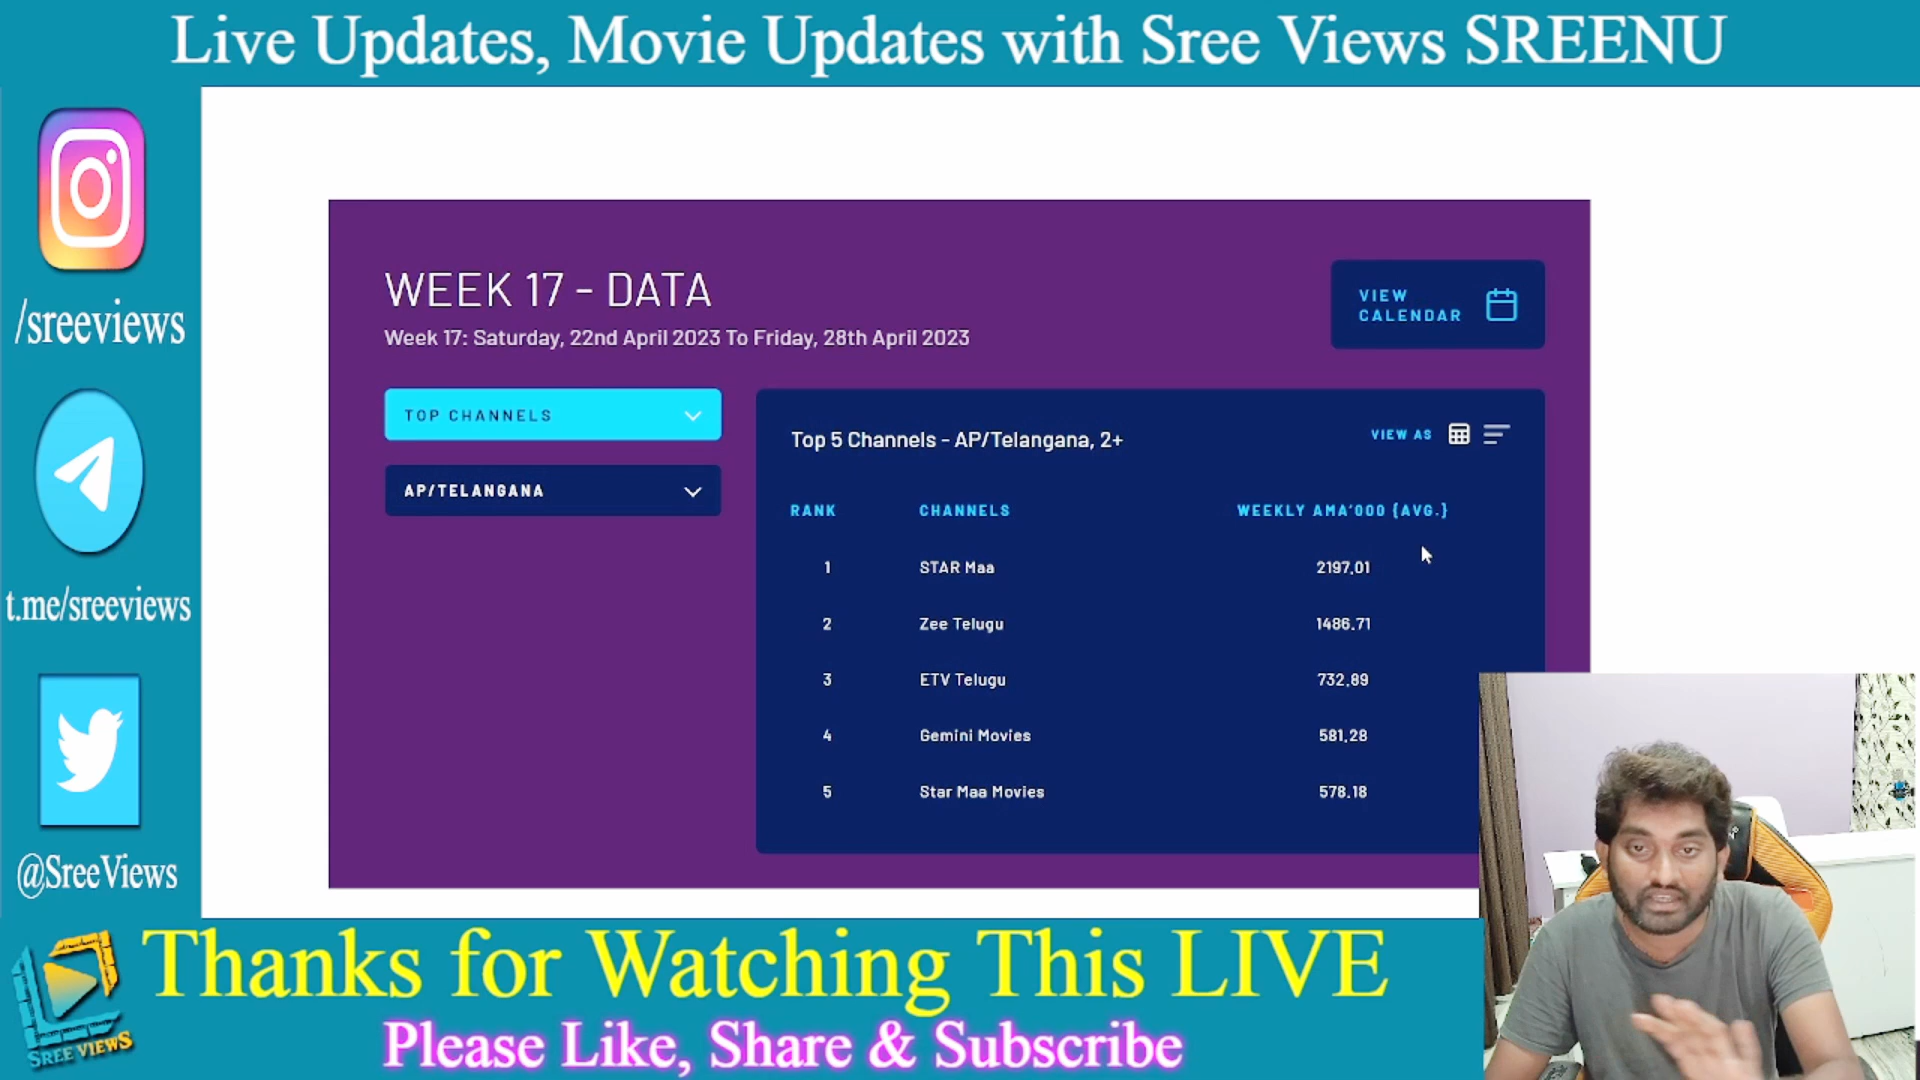 Live Updates, Movie Updates with Sree Views SREENU
/sreeviews
t.me/sreeviews
@SreeViews
SREE VIEWS
WEEK 17 - DATA
Week 17: Saturday, 22nd April 2023 To Friday, 28th April 2023
VIEW
CALENDAR
TOP CHANNELS
AP/TELANGANA
Top 5 Channels - AP/Telangana, 2+
VIEW AS
RANK CHANNELS WEEKLY AMA'000 {AVG.}
1 STAR Maa 2197.01
2 Zee Telugu 1486.71
3 ETV Telugu 732.89
4 Gemini Movies 581.28
5 Star Maa Movies 578.18
Thanks for Watching This LIVE
Please Like, Share & Subscribe